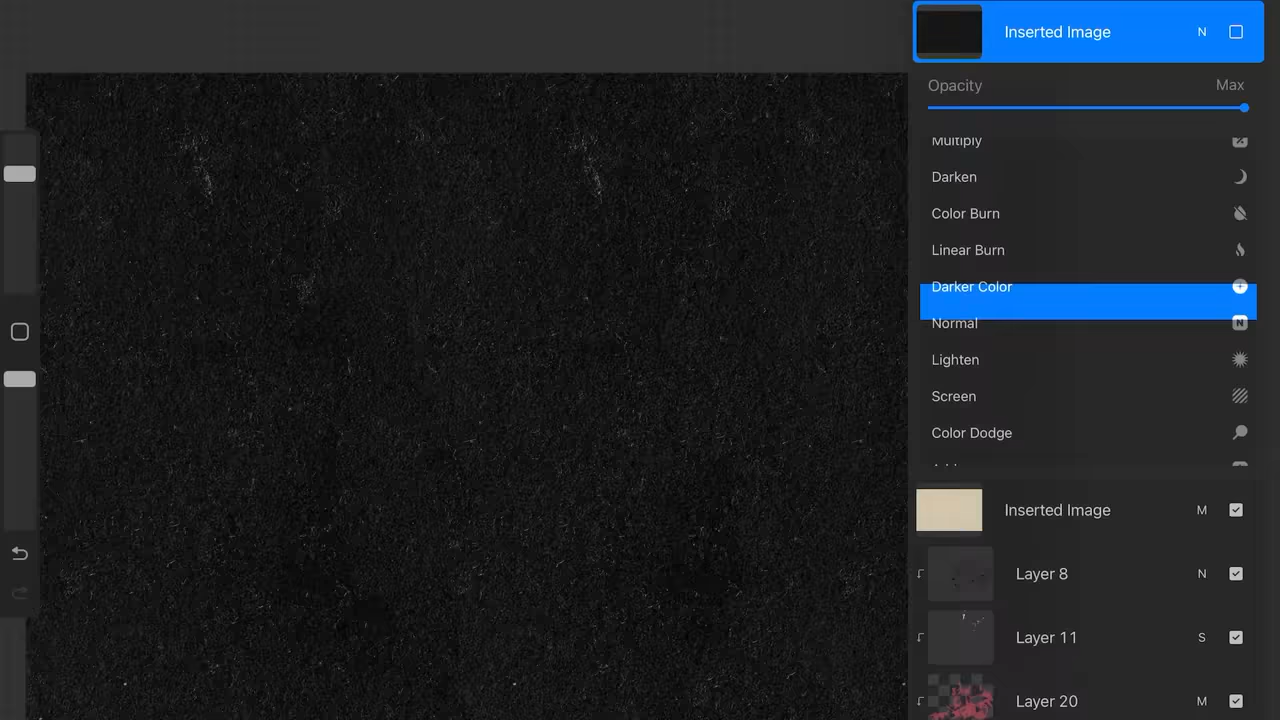 Inserted Image N
Opacity Max
Multiply
Darken
Color Burn
Linear Burn
Darker Color
Normal N
Lighten
Screen
Color Dodge
Inserted Image M
Layer 8 N
Layer 11 S
Layer 20 M